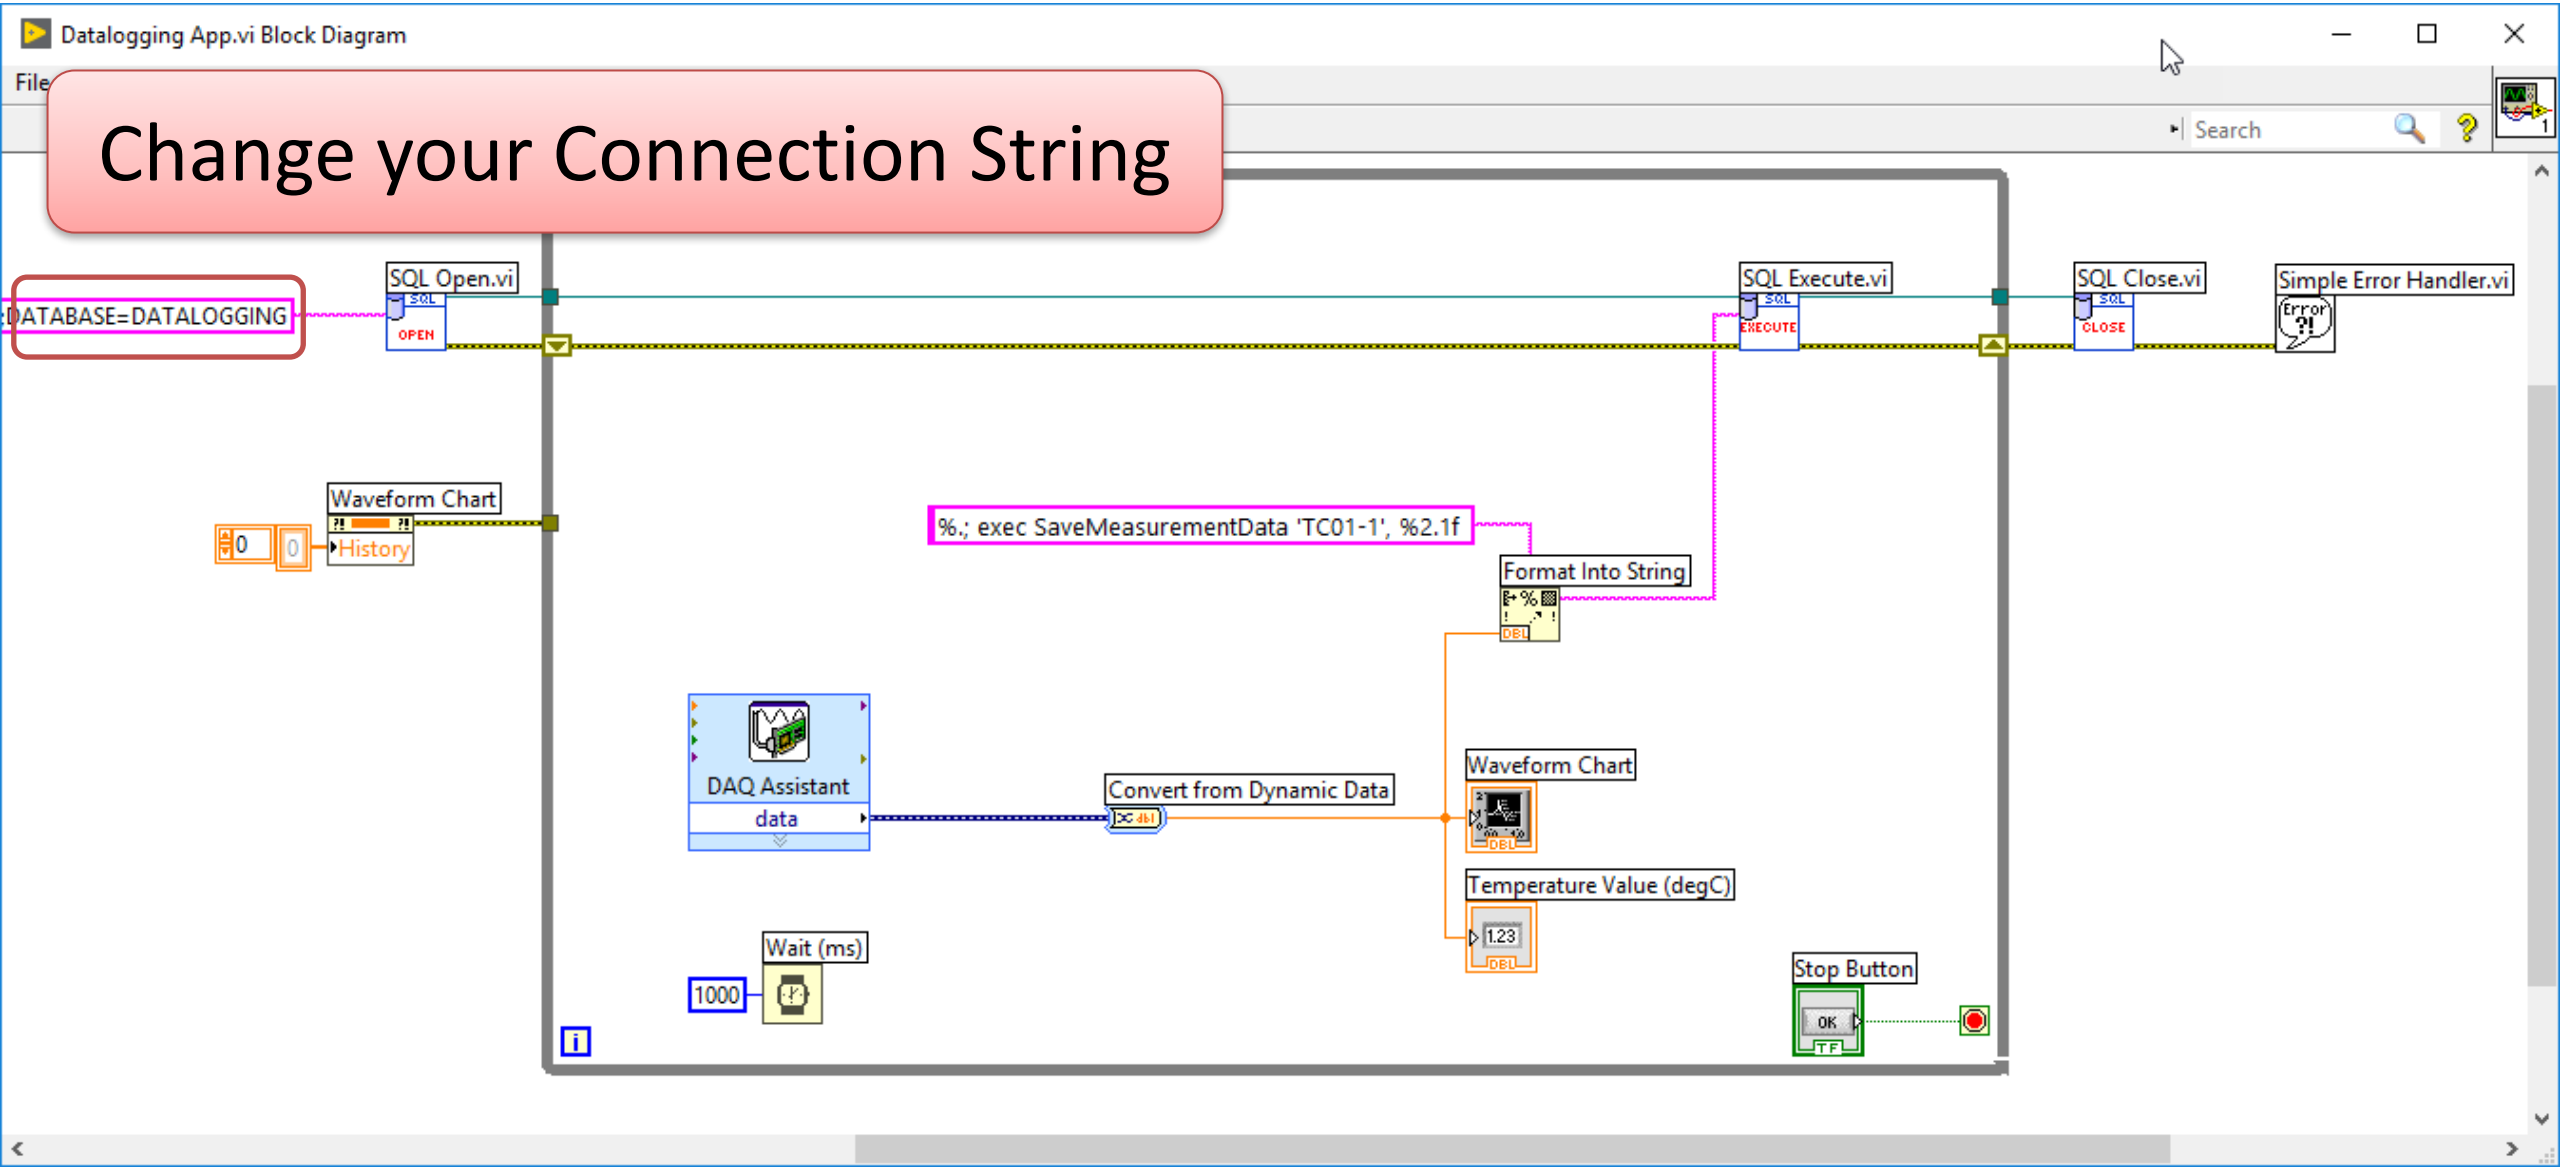 Datalogging App.vi Block Diagram
File
Change your Connection String
Search
1
SQL Open.vi
SQL
OPEN
;DATABASE=DATALOGGING
SQL Execute.vi
SQL
EXECUTE
SQL Close.vi
SQL
CLOSE
Simple Error Handler.vi
Error
?!
Waveform Chart
?! ?!
0
0
History
%.; exec SaveMeasurementData 'TC01-1', %2.1f
Format Into String
%
DBL
DAQ Assistant
data
Convert from Dynamic Data
dbl
Waveform Chart
DBL
Temperature Value (degC)
1.23
DBL
Wait (ms)
1000
i
Stop Button
OK
TF